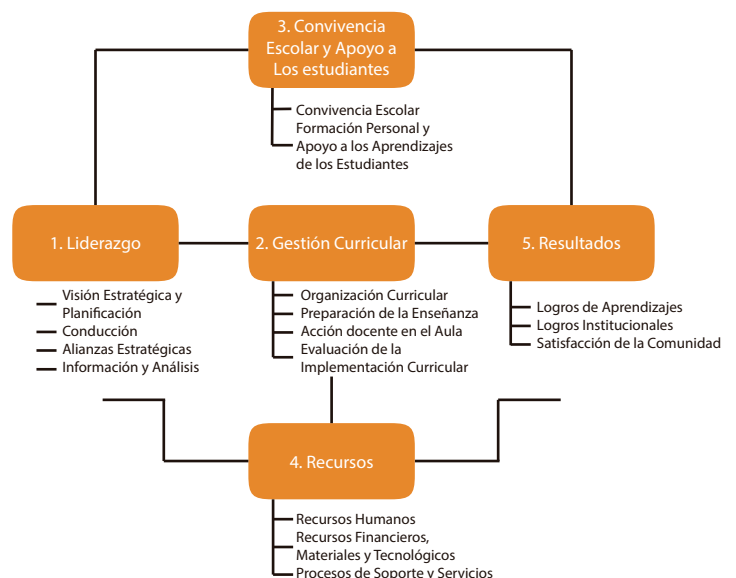 3. Convivencia
Escolar y Apoyo a
Los estudiantes
Convivencia Escolar
Formación Personal y
Apoyo a los Aprendizajes
de los Estudiantes
1. Liderazgo
Visión Estratégica y
Planificación
Conducción
Alianzas Estratégicas
Información y Análisis
2. Gestión Curricular
Organización Curricular
Preparación de la Enseñanza
Acción docente en el Aula
Evaluación de la
Implementación Curricular
5. Resultados
Logros de Aprendizajes
Logros Institucionales
Satisfacción de la Comunidad
4. Recursos
Recursos Humanos
Recursos Financieros,
Materiales y Tecnológicos
Procesos de Soporte y Servicios